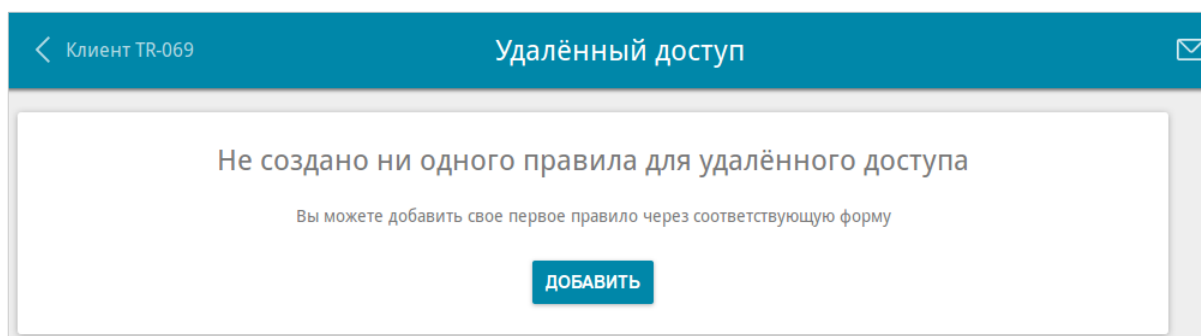 Клиент TR-069
Удалённый доступ
Не создано ни одного правила для удалённого доступа
Вы можете добавить свое первое правило через соответствующую форму
ДОБАВИТЬ